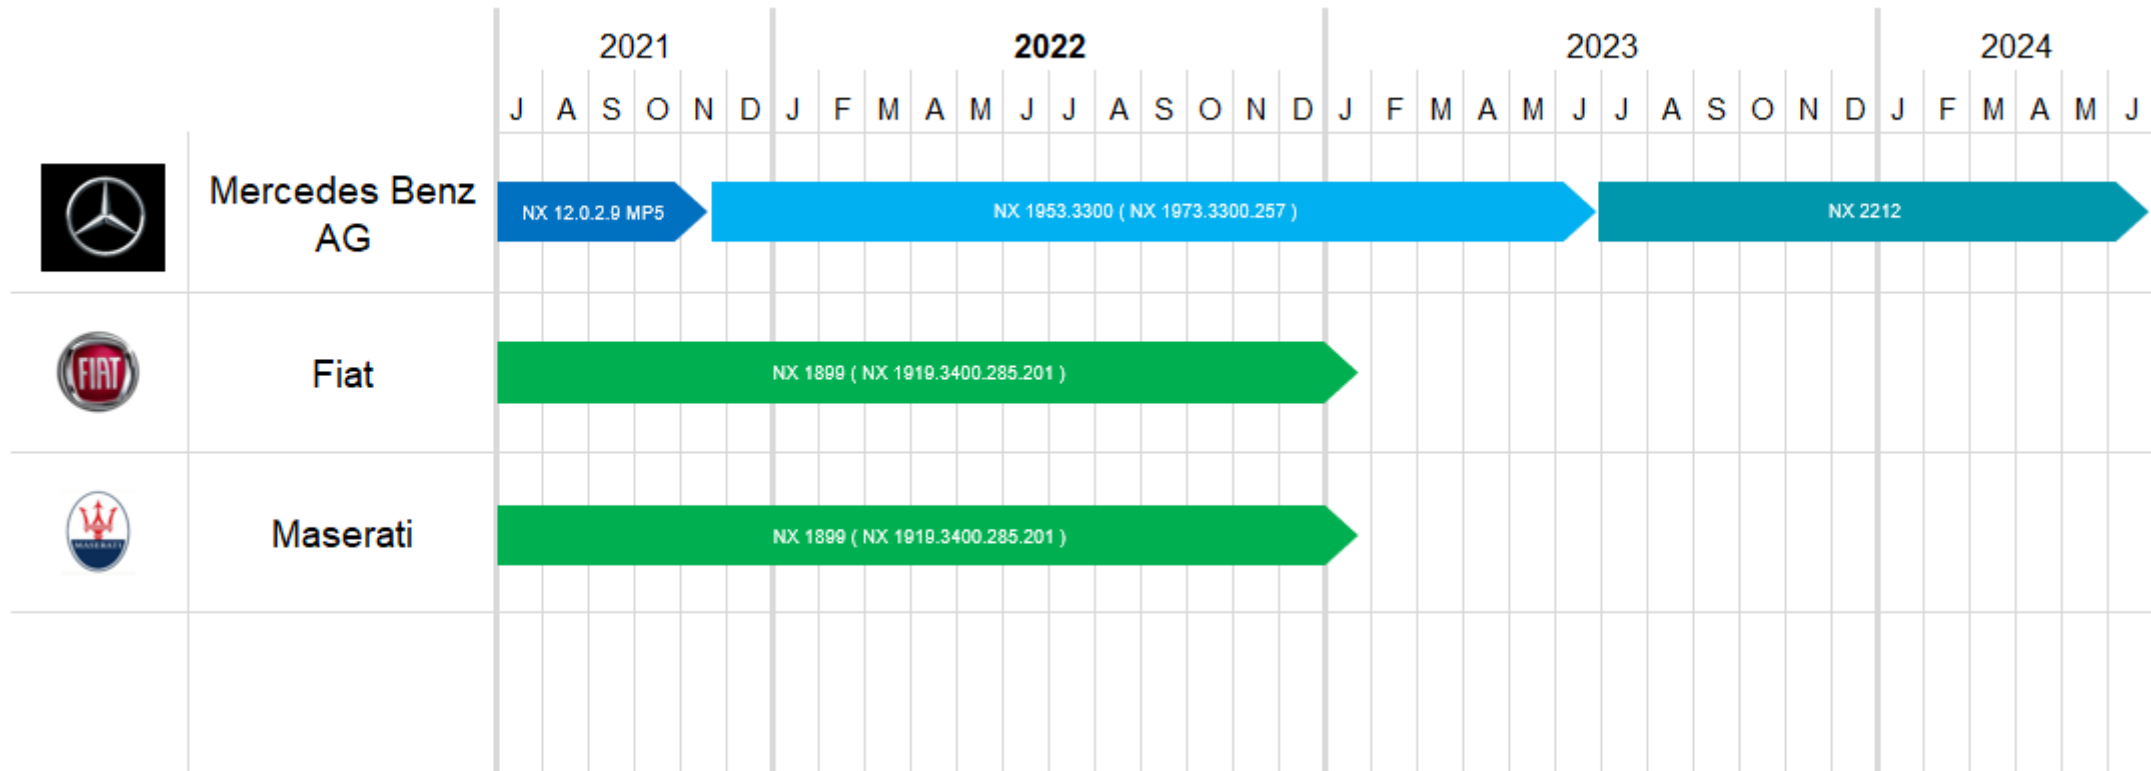 2021 2022 2023 2024
J A S O N D J F M A M J J A S O N D J F M A M J J A S O N D J F M A M J
Mercedes Benz
AG
NX 12.0.2.9 MP5
NX 1953.3300 ( NX 1973.3300.257 )
NX 2212
FIAT
Fiat
NX 1899 ( NX 1919.3400.285.201 )
MASERATI
Maserati
NX 1899 ( NX 1919.3400.285.201 )